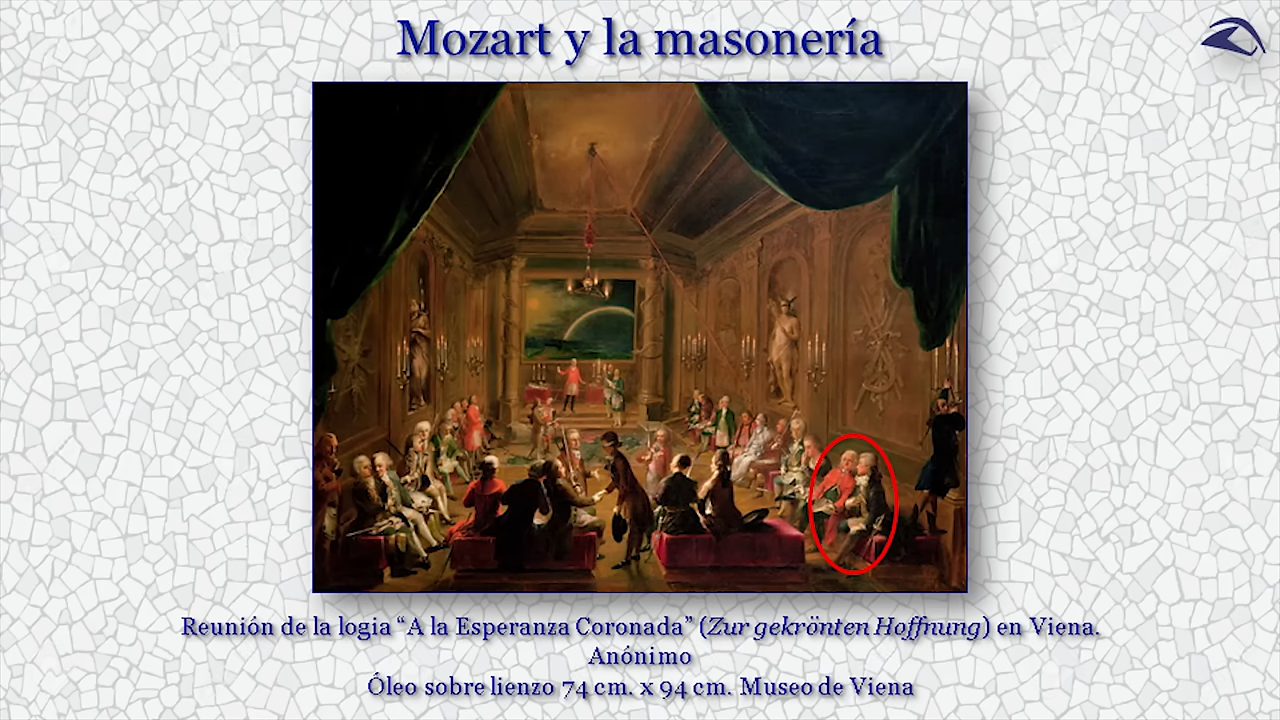 Mozart y la masonería
Reunión de la logia “A la Esperanza Coronada” (Zur gekrönten Hoffnung) en Viena.
Anónimo
Óleo sobre lienzo 74 cm. x 94 cm. Museo de Viena